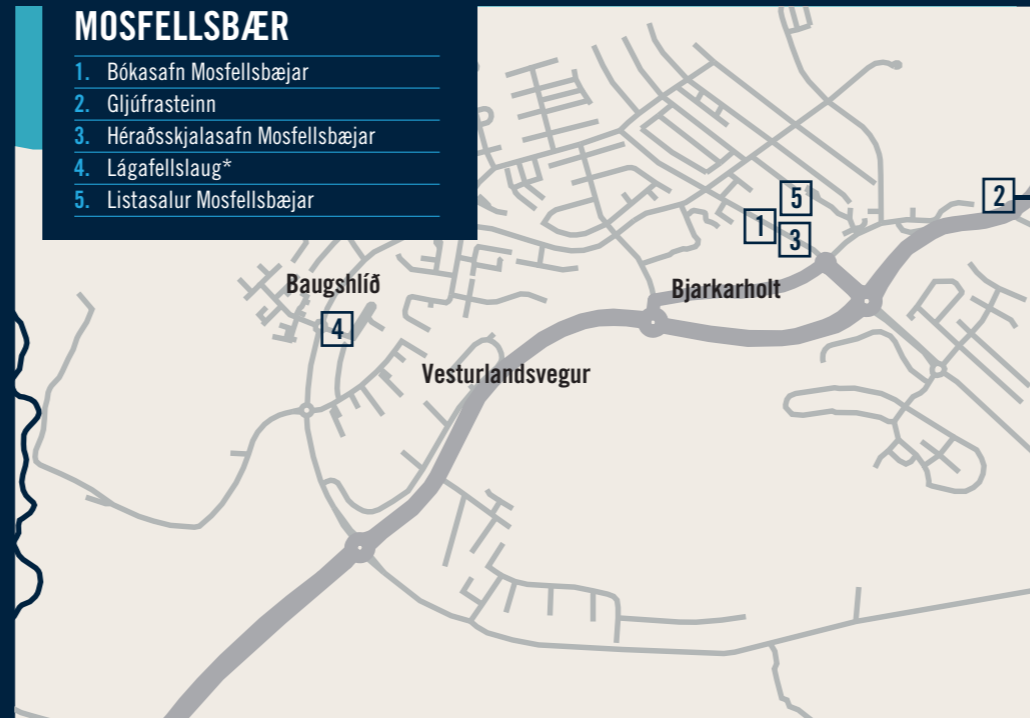 MOSFELLSBÆR
1. Bókasafn Mosfellsbæjar
2. Gljúfrasteinn
3. Héraðsskjalasafn Mosfellsbæjar
4. Lágafellslaug*
5. Listasalur Mosfellsbæjar
2
5
1
3
Baugshlíð
Bjarkarholt
4
Vesturlandsvegur